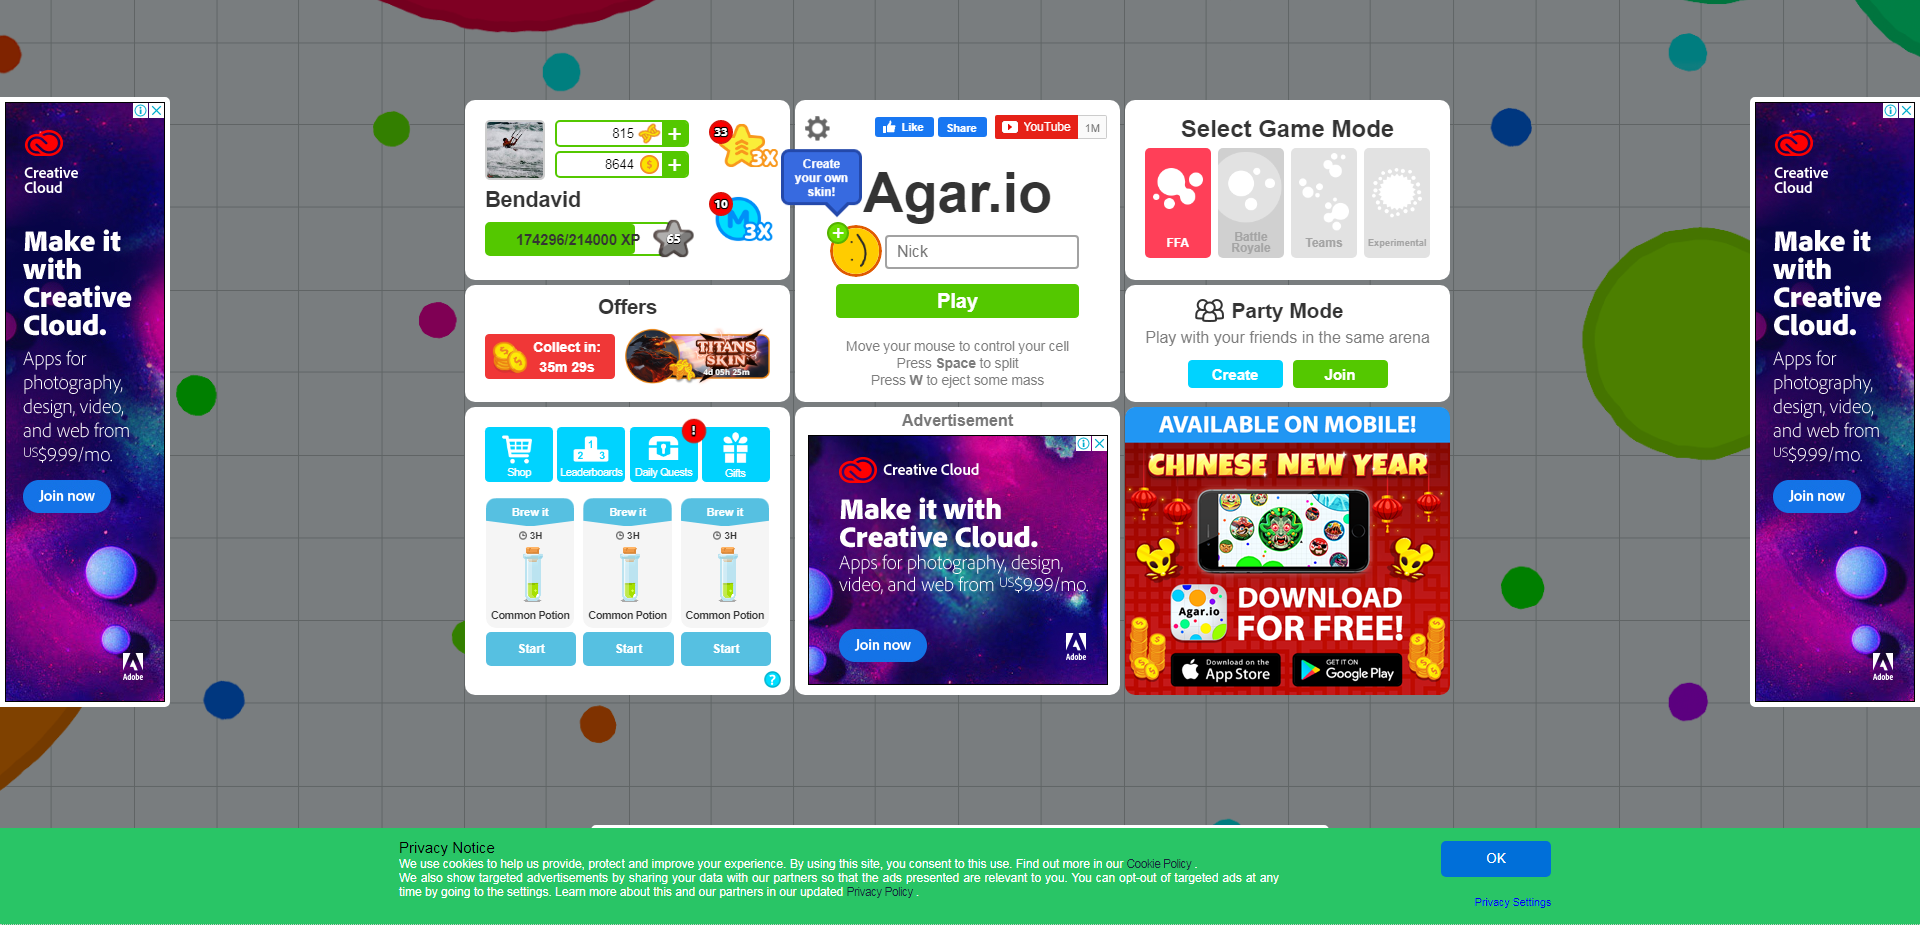 Creative
Cloud
Make it
with
Creative
Cloud.
Apps for
photography,
design, video,
and web from
US$9.99/mo.
Join now
Adobe
815
8644
Bendavid
174296/214000 XP
65
33
3X
10
M
3X
Offers
Collect in:
35m 29s
TITANS
SKIN
4d 05h 25m
Shop
1
2
3
Leaderboards
Daily Quests
!
Gifts
Brew it
3H
Common Potion
Start
Brew it
3H
Common Potion
Start
Brew it
3H
Common Potion
Start
?
Like
Share
YouTube
1M
Create
your own
skin!
Agar.io
Nick
Play
Move your mouse to control your cell
Press Space to split
Press W to eject some mass
Advertisement
Creative Cloud
Make it with
Creative Cloud.
Apps for photography, design,
video, and web from US$9.99/mo.
Join now
Adobe
Select Game Mode
FFA
Battle
Royale
Teams
Experimental
Party Mode
Play with your friends in the same arena
Create
Join
AVAILABLE ON MOBILE!
CHINESE NEW YEAR
Agar.io
DOWNLOAD
FOR FREE!
Download on the
App Store
GET IT ON
Google Play
Creative
Cloud
Make it
with
Creative
Cloud.
Apps for
photography,
design, video,
and web from
US$9.99/mo.
Join now
Adobe
Privacy Notice
We use cookies to help us provide, protect and improve your experience. By using this site, you consent to this use. Find out more in our Cookie Policy
We also show targeted advertisements by sharing your data with our partners so that the ads presented are relevant to you. You can opt-out of targeted ads at any
time by going to the settings. Learn more about this and our partners in our updated Privacy Policy .
OK
Privacy Settings